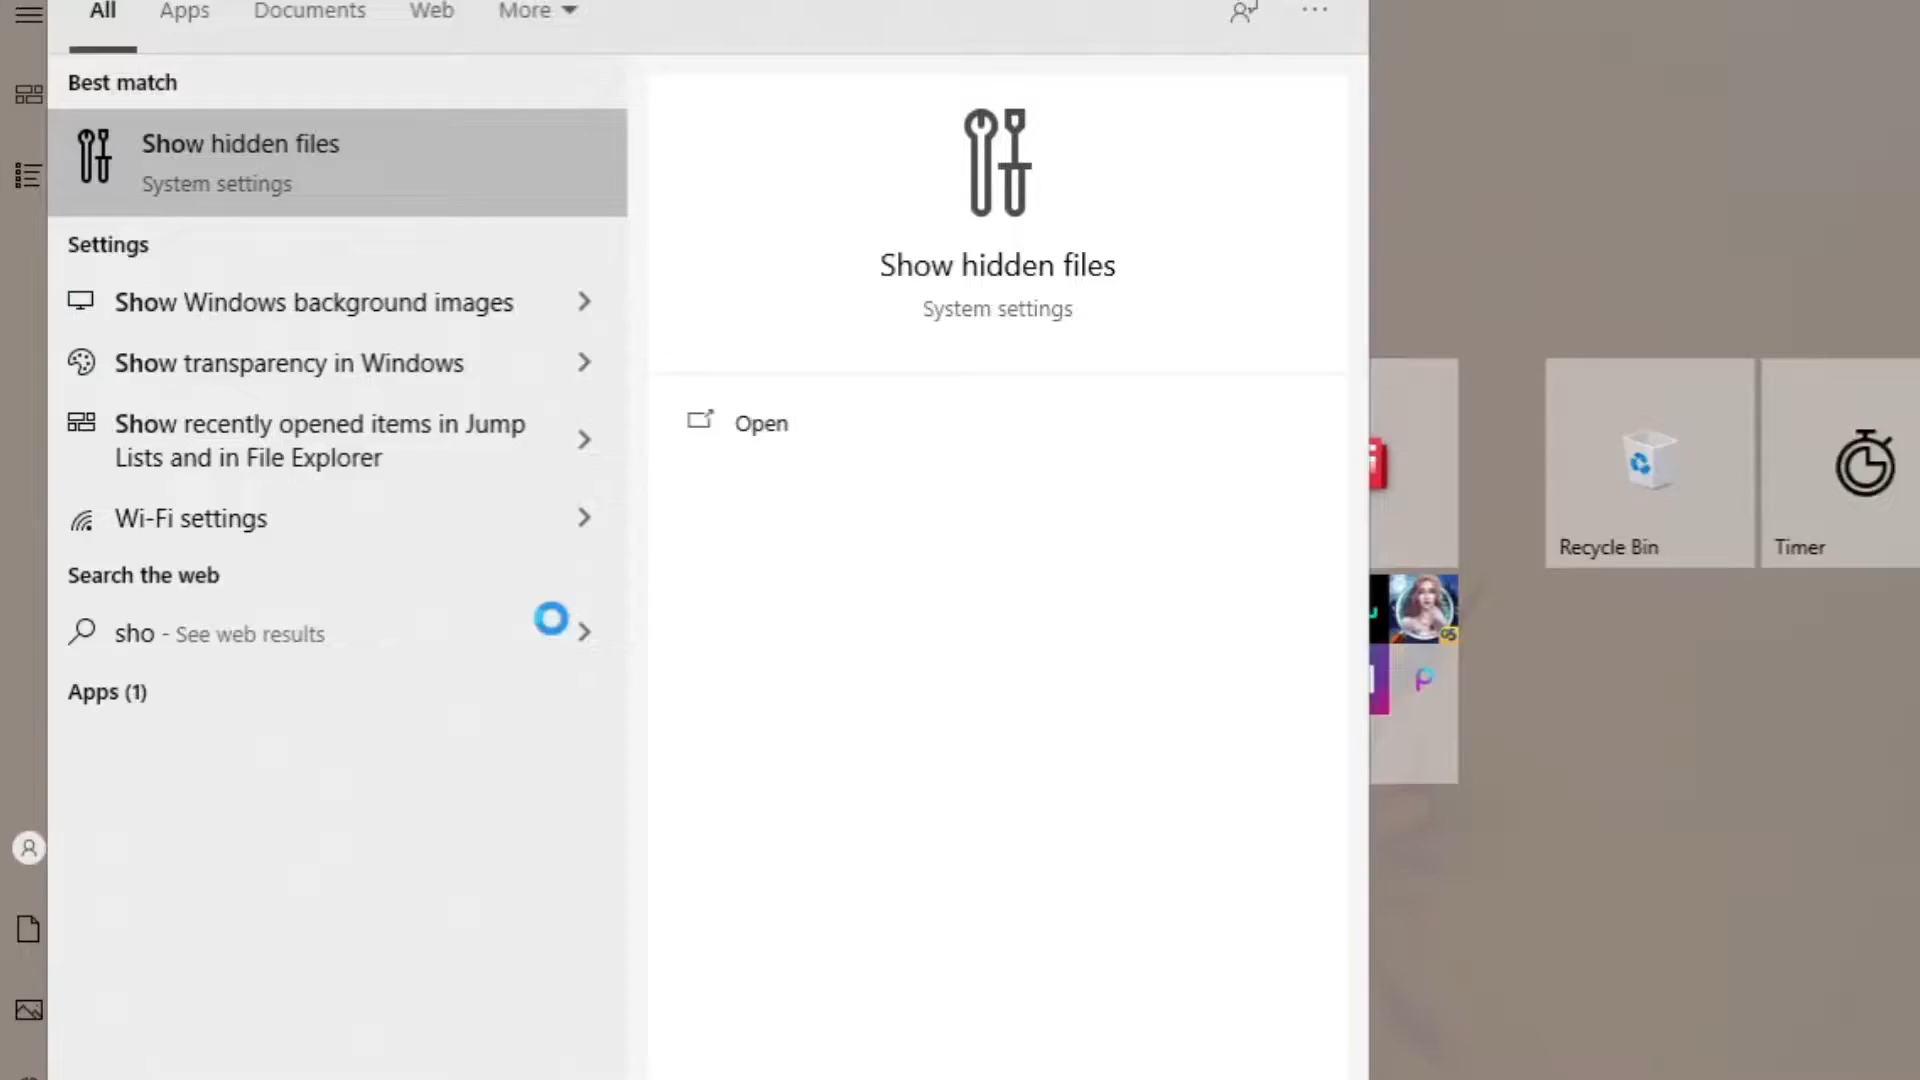 All Apps Documents Web More
Best match
Show hidden files
System settings
Settings
Show Windows background images
Show transparency in Windows
Show recently opened items in Jump
Lists and in File Explorer
Wi-Fi settings
Search the web
sho - See web results
Apps (1)
Show hidden files
System settings
Open
Recycle Bin
Timer